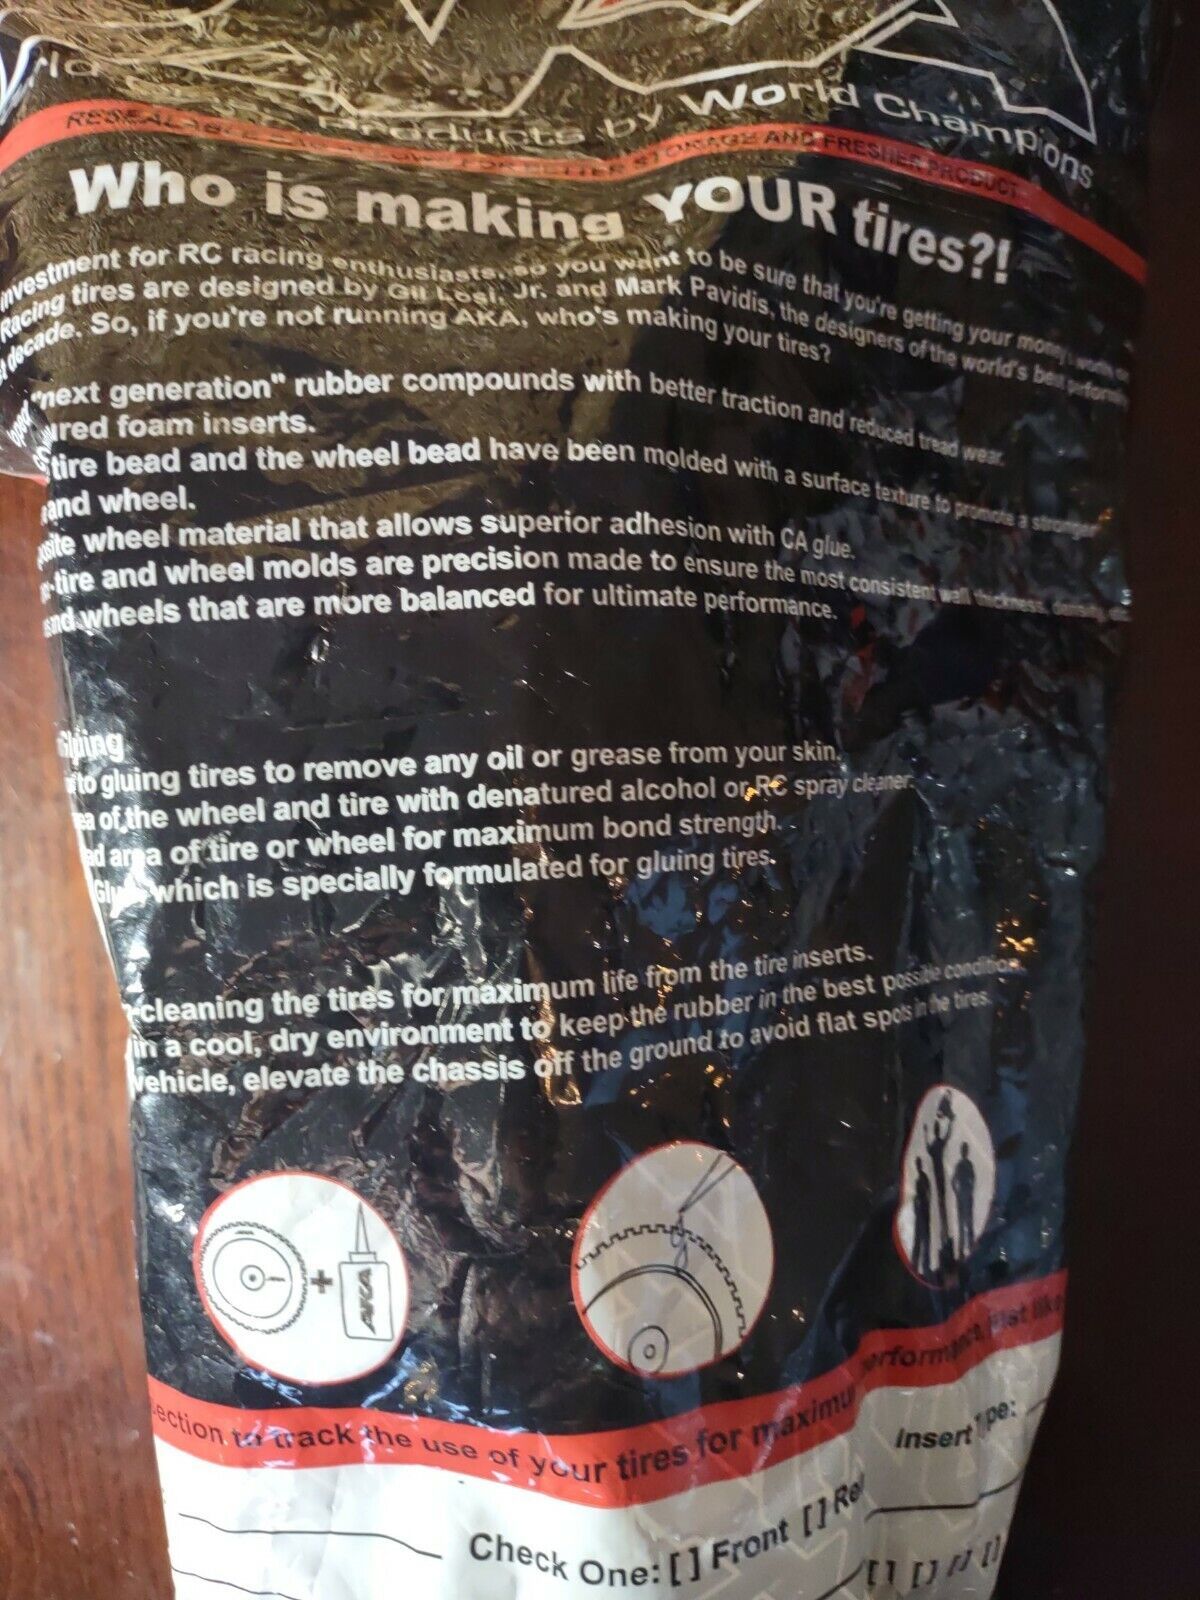 Products by World Champions
STORAGE AND FRESHER PRODUCT
Who is making YOUR tires?!
investment for RC racing enthusiasts, so you want to be sure that you're getting your money's worth
Racing tires are designed by Gil Losi, Jr. and Mark Pavidis, the designers of the world's best
decade. So, if you're not running AKA, who's making your tires?
"next generation" rubber compounds with better traction and reduced tread wear.
red foam inserts.
tire bead and the wheel bead have been molded with a surface texture to promote a stronger
and wheel.
wheel material that allows superior adhesion with CA glue.
tire and wheel molds are precision made to ensure the most consistent wall thickness, density,
and wheels that are more balanced for ultimate performance.
Gluing
to gluing tires to remove any oil or grease from your skin.
of the wheel and tire with denatured alcohol or RC spray cleaner.
area of tire or wheel for maximum bond strength.
which is specially formulated for gluing tires.
cleaning the tires for maximum life from the tire inserts.
in a cool, dry environment to keep the rubber in the best possible condition.
vehicle, elevate the chassis off the ground to avoid flat spots in the tires.
AKA
ection to track the use of your tires for maximu
Insert Type:
Check One: [ ] Front [ ] Re
[ ] [ ] [ ] [ ]